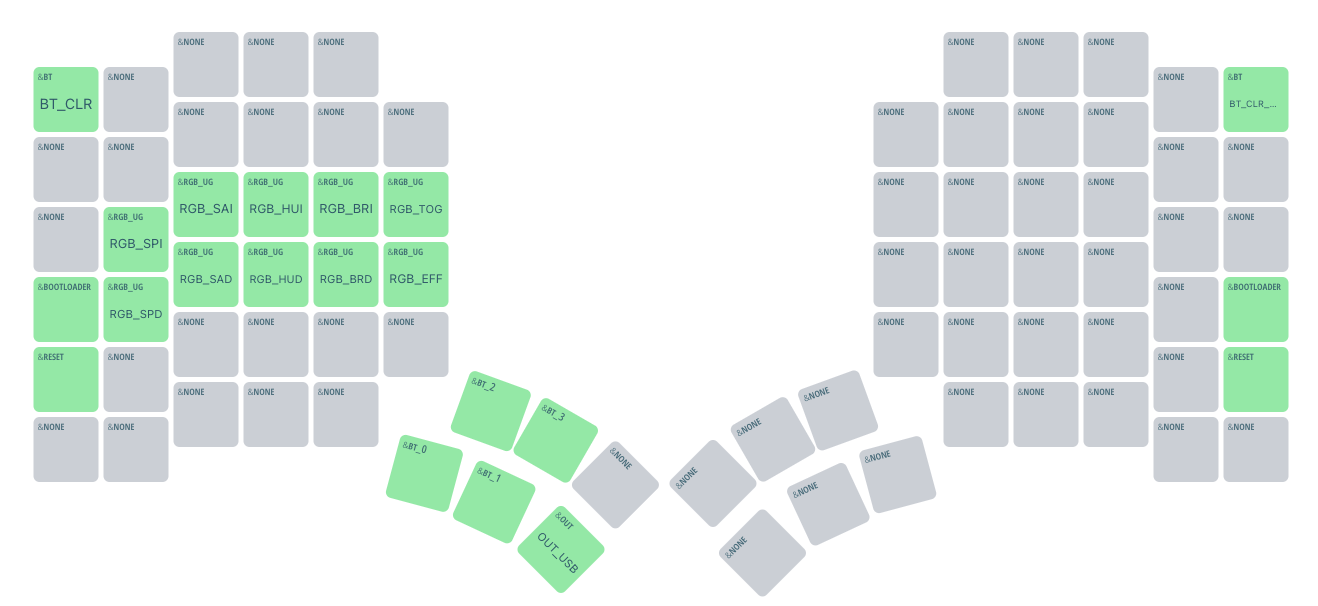 &NONE &NONE &NONE &NONE &NONE &NONE
&BT &NONE &NONE &BT
BT_CLR BT_CLR_...
&NONE &NONE &NONE &NONE &NONE &NONE &NONE &NONE
&NONE &NONE &NONE &NONE
&RGB_UG &RGB_UG &RGB_UG &RGB_UG &NONE &NONE &NONE &NONE
RGB_SAI RGB_HUI RGB_BRI RGB_TOG
&NONE &RGB_UG &NONE &NONE
RGB_SPI
&RGB_UG &RGB_UG &RGB_UG &RGB_UG &NONE &NONE &NONE &NONE
RGB_SAD RGB_HUD RGB_BRD RGB_EFF
&BOOTLOADER &RGB_UG &NONE &BOOTLOADER
RGB_SPD
&NONE &NONE &NONE &NONE &NONE &NONE &NONE &NONE
&RESET &NONE &NONE &RESET
&NONE &NONE &NONE &NONE &NONE &NONE
&NONE &NONE &NONE &NONE
&BT_2 &BT_3 &NONE &NONE &NONE &NONE
&BT_0 &BT_1 &OUT &NONE &NONE &NONE
OUT_USB